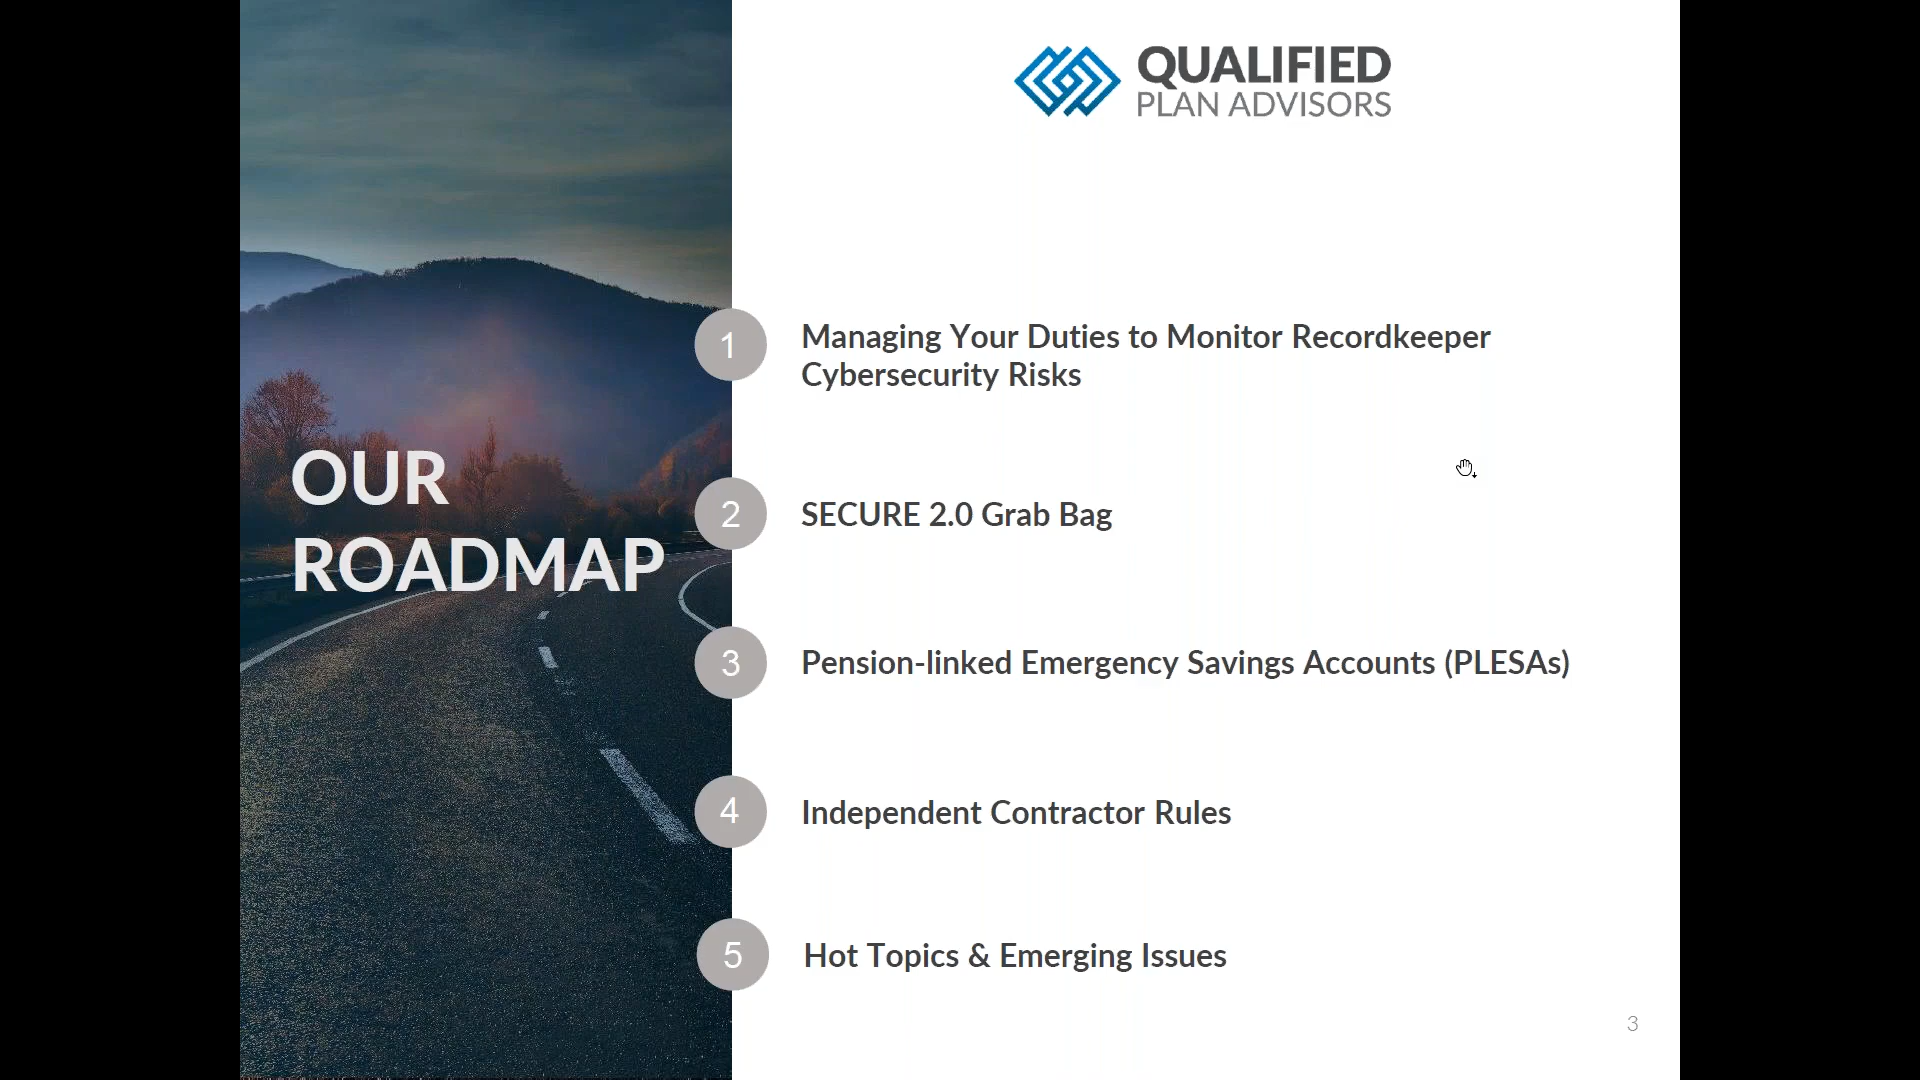 QUALIFIED
PLAN ADVISORS
OUR
ROADMAP
1
Managing Your Duties to Monitor Recordkeeper
Cybersecurity Risks
2
SECURE 2.0 Grab Bag
3
Pension-linked Emergency Savings Accounts (PLESAs)
4
Independent Contractor Rules
5
Hot Topics & Emerging Issues
3